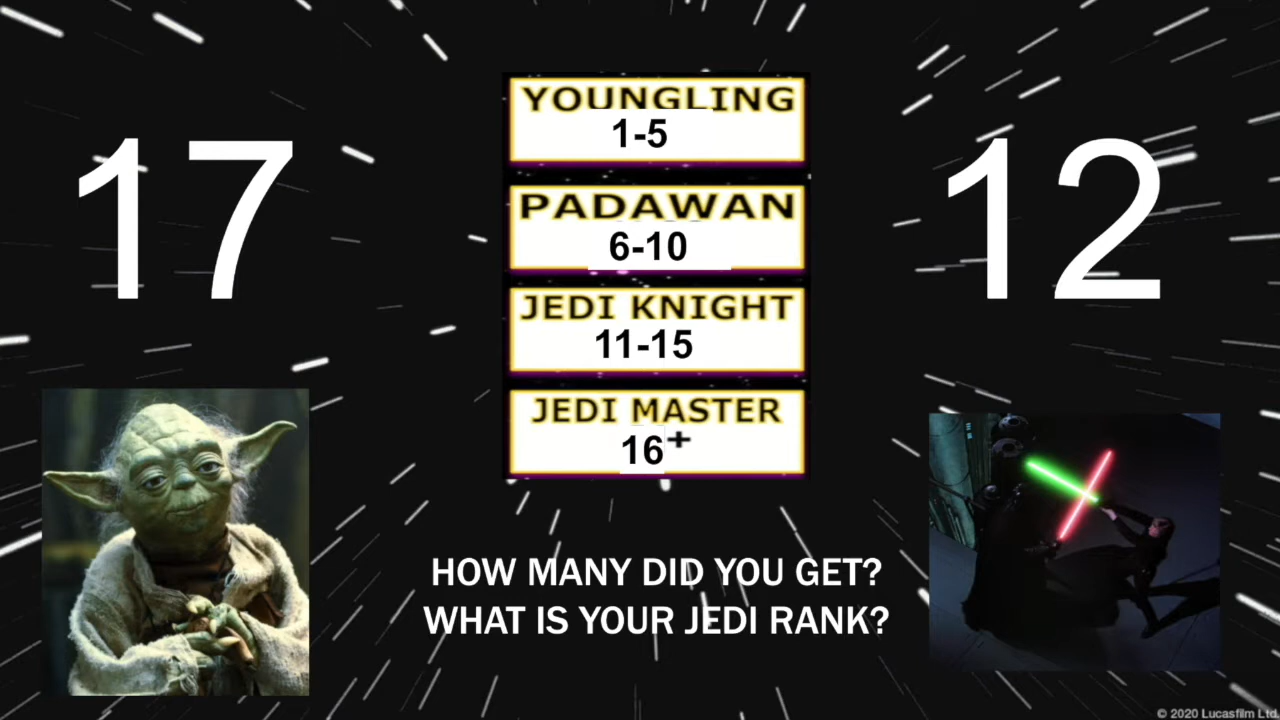 17
YOUNGLING
1-5
PADAWAN
6-10
JEDI KNIGHT
11-15
JEDI MASTER
16+
12
HOW MANY DID YOU GET?
WHAT IS YOUR JEDI RANK?
© 2020 Lucasfilm Ltd.